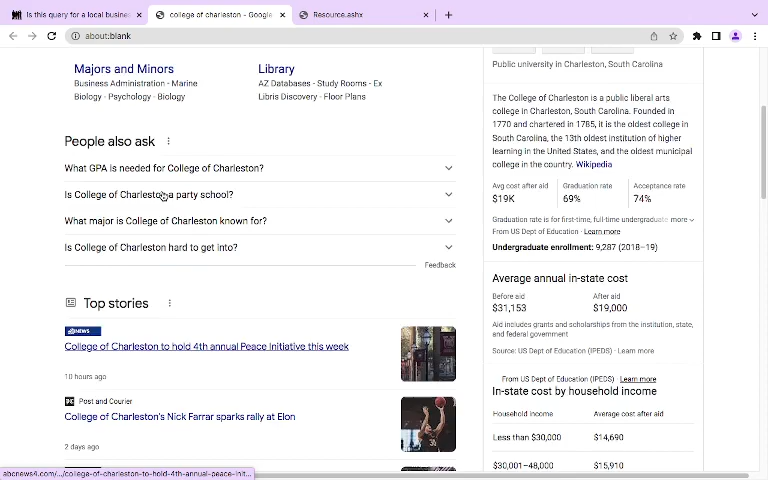 Is this query for a local busine
college of charleston - Google
Resource.ashx
about:blank
Majors and Minors
Business Administration · Marine
Biology · Psychology · Biology
Library
AZ Databases · Study Rooms · Ex
Libris Discovery · Floor Plans
People also ask
What GPA is needed for College of Charleston?
Is College of Charleston a party school?
What major is College of Charleston known for?
Is College of Charleston hard to get into?
Feedback
Top stories
abc NEWS
College of Charleston to hold 4th annual Peace Initiative this week
10 hours ago
PC Post and Courier
College of Charleston's Nick Farrar sparks rally at Elon
2 days ago
abcnews4.com/.../college-of-charleston-to-hold-4th-annual-peace-init...
Public university in Charleston, South Carolina
The College of Charleston is a public liberal arts
college in Charleston, South Carolina. Founded in
1770 and chartered in 1785, it is the oldest college in
South Carolina, the 13th oldest institution of higher
learning in the United States, and the oldest municipal
college in the country. Wikipedia
Avg cost after aid
$19K
Graduation rate
69%
Acceptance rate
74%
Graduation rate is for first-time, full-time undergraduate more
From US Dept of Education · Learn more
Undergraduate enrollment: 9,287 (2018–19)
Average annual in-state cost
Before aid
$31,153
After aid
$19,000
Aid includes grants and scholarships from the institution, state,
and federal government
Source: US Dept of Education (IPEDS) · Learn more
From US Dept of Education (IPEDS) · Learn more
In-state cost by household income
Household income Average cost after aid
Less than $30,000 $14,690
$30,001–48,000 $15,910